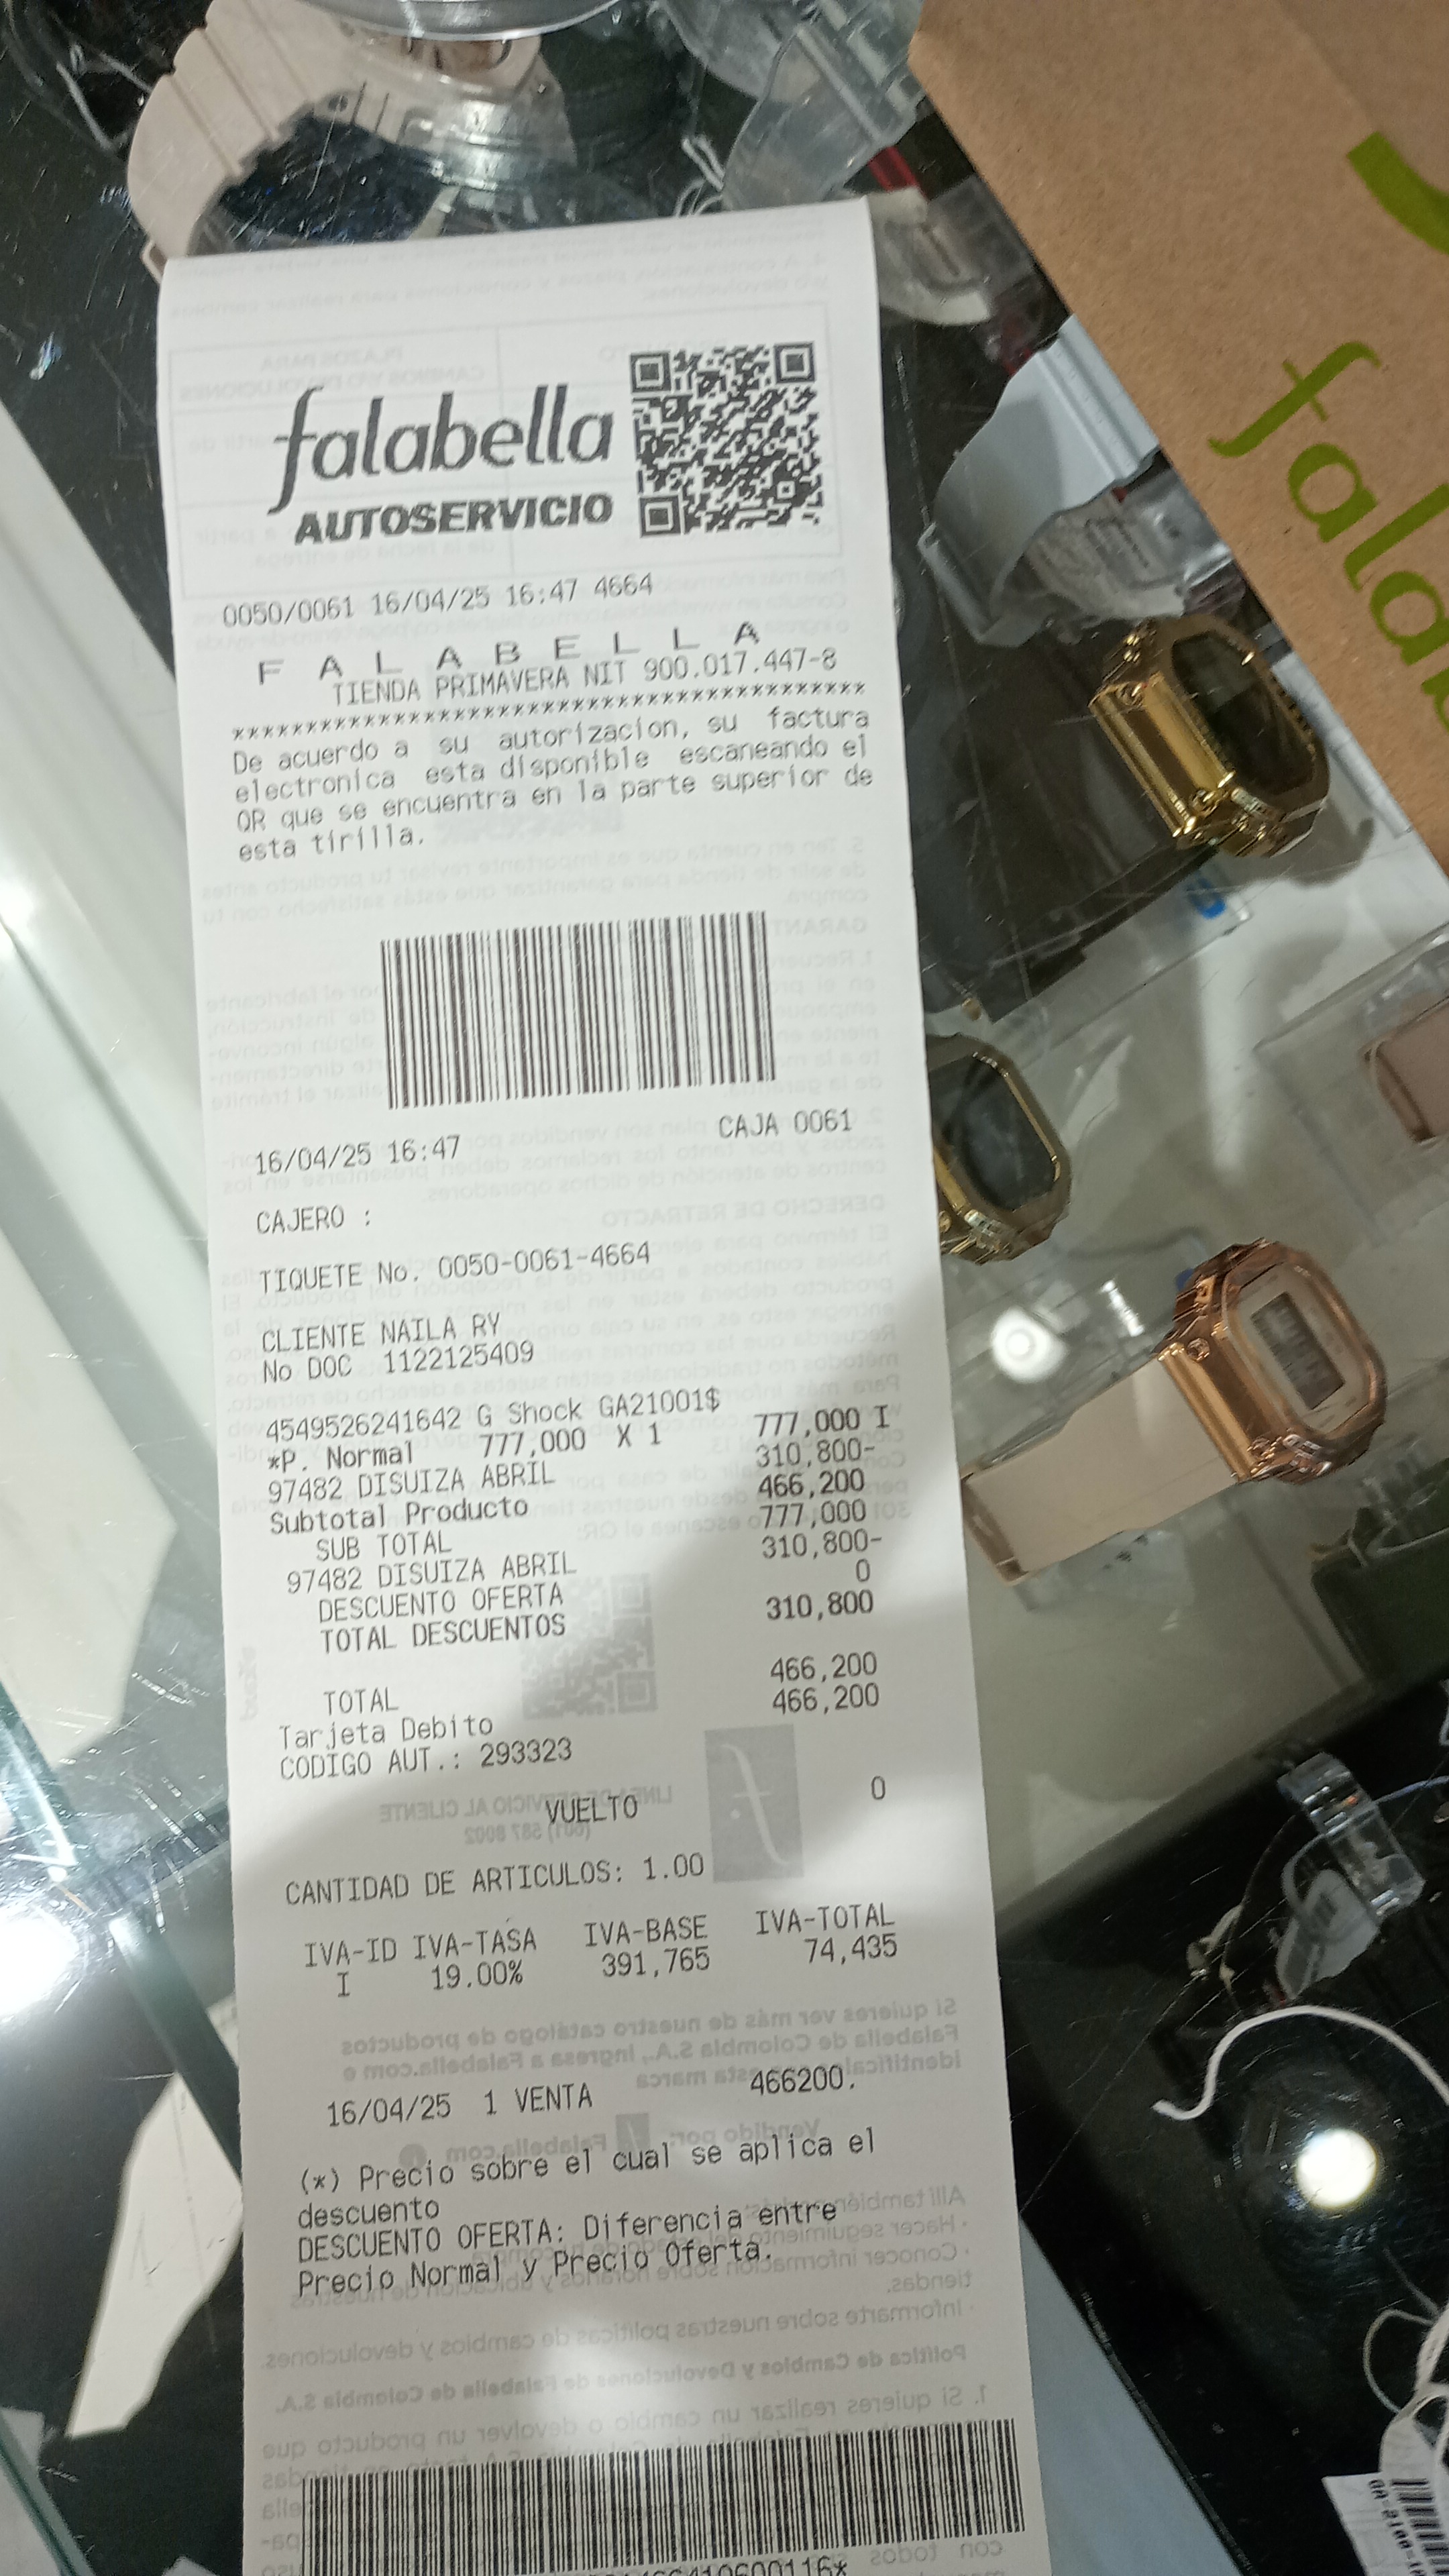 falabella
AUTOSERVICIO
0050/0061 16/04/25 16:47 4664
F A L A B E L L A
TIENDA PRIMAVERA NIT 900.017.447-8
*******************************************
De acuerdo a su autorizacion, su factura
electronica esta disponible escaneando el
QR que se encuentra en la parte superior de
esta tirilla.
16/04/25 16:47 CAJA 0061
CAJERO :
TIQUETE No. 0050-0061-4664
CLIENTE NAILA RY
No DOC 1122125409
4549526241642 G Shock GA21001$
*P. Normal 777,000 X 1 777,000 I
97482 DISUIZA ABRIL 310,800-
Subtotal Producto 466,200
SUB TOTAL 777,000
97482 DISUIZA ABRIL 310,800-
DESCUENTO OFERTA 0
TOTAL DESCUENTOS 310,800
TOTAL 466,200
Tarjeta Debito 466,200
CODIGO AUT.: 293323
VUELTO 0
CANTIDAD DE ARTICULOS: 1.00
IVA-ID IVA-TASA IVA-BASE IVA-TOTAL
I 19.00% 391,765 74,435
16/04/25 1 VENTA 466200.
(*) Precio sobre el cual se aplica el
descuento
DESCUENTO OFERTA: Diferencia entre
Precio Normal y Precio Oferta.
fala